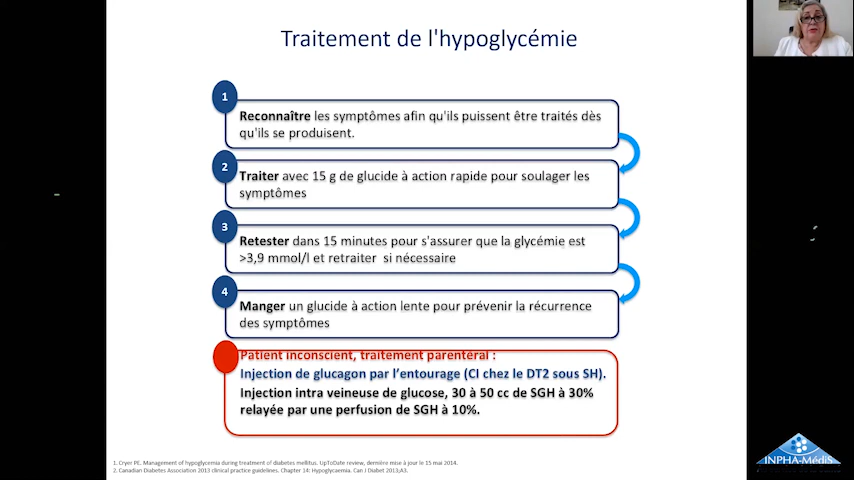 Traitement de l'hypoglycémie
1
Reconnaître les symptômes afin qu'ils puissent être traités dès
qu'ils se produisent.
2
Traiter avec 15 g de glucide à action rapide pour soulager les
symptômes
3
Retester dans 15 minutes pour s'assurer que la glycémie est
>3,9 mmol/l et retraiter si nécessaire
4
Manger un glucide à action lente pour prévenir la récurrence
des symptômes
Patient inconscient, traitement parentéral :
Injection de glucagon par l'entourage (CI chez le DT2 sous SH).
Injection intra veineuse de glucose, 30 à 50 cc de SGH à 30%
relayée par une perfusion de SGH à 10%.
1. Cryer PE. Management of hypoglycemia during treatment of diabetes mellitus. UpToDate review, dernière mise à jour le 15 mai 2014.
2. Canadian Diabetes Association 2013 clinical practice guidelines. Chapter 14: Hypoglycaemia. Can J Diabet 2013;A3.
INPHA-MédiS